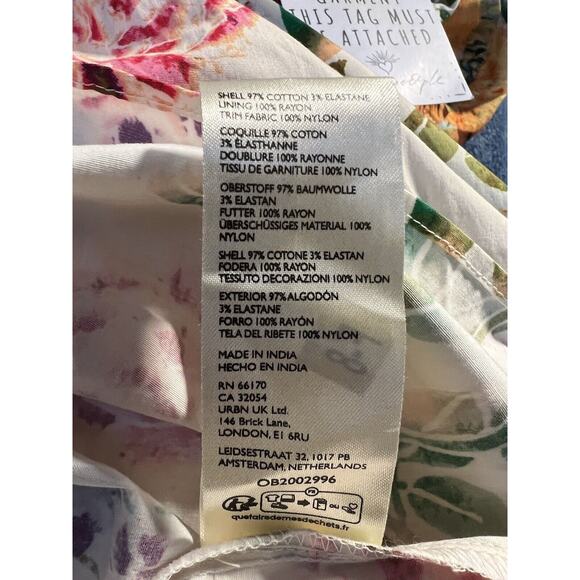 GARMENT
THIS TAG MUST
ATTACHED
SHELL 97% COTTON 3% ELASTANE
LINING 100% RAYON
TRIM FABRIC 100% NYLON
COQUILLE 97% COTON
3% ÉLASTHANNE
DOUBLURE 100% RAYONNE
TISSU DE GARNITURE 100% NYLON
OBERSTOFF 97% BAUMWOLLE
3% ELASTAN
FUTTER 100% RAYON
ÜBERSCHÜSSIGES MATERIAL 100%
NYLON
SHELL 97% COTONE 3% ELASTAN
FODERA 100% RAYON
TESSUTO DECORAZIONI 100% NYLON
EXTERIOR 97% ALGODÓN
3% ELASTANE
FORRO 100% RAYÓN
TELA DEL RIBETE 100% NYLON
MADE IN INDIA
HECHO EN INDIA
RN 66170
CA 32054
URBN UK Ltd.
146 Brick Lane,
LONDON, E1 6RU
LEIDSESTRAAT 32, 1017 PB
AMSTERDAM, NETHERLANDS
OB2002996
FR
OU
quefairedemesdechets.fr